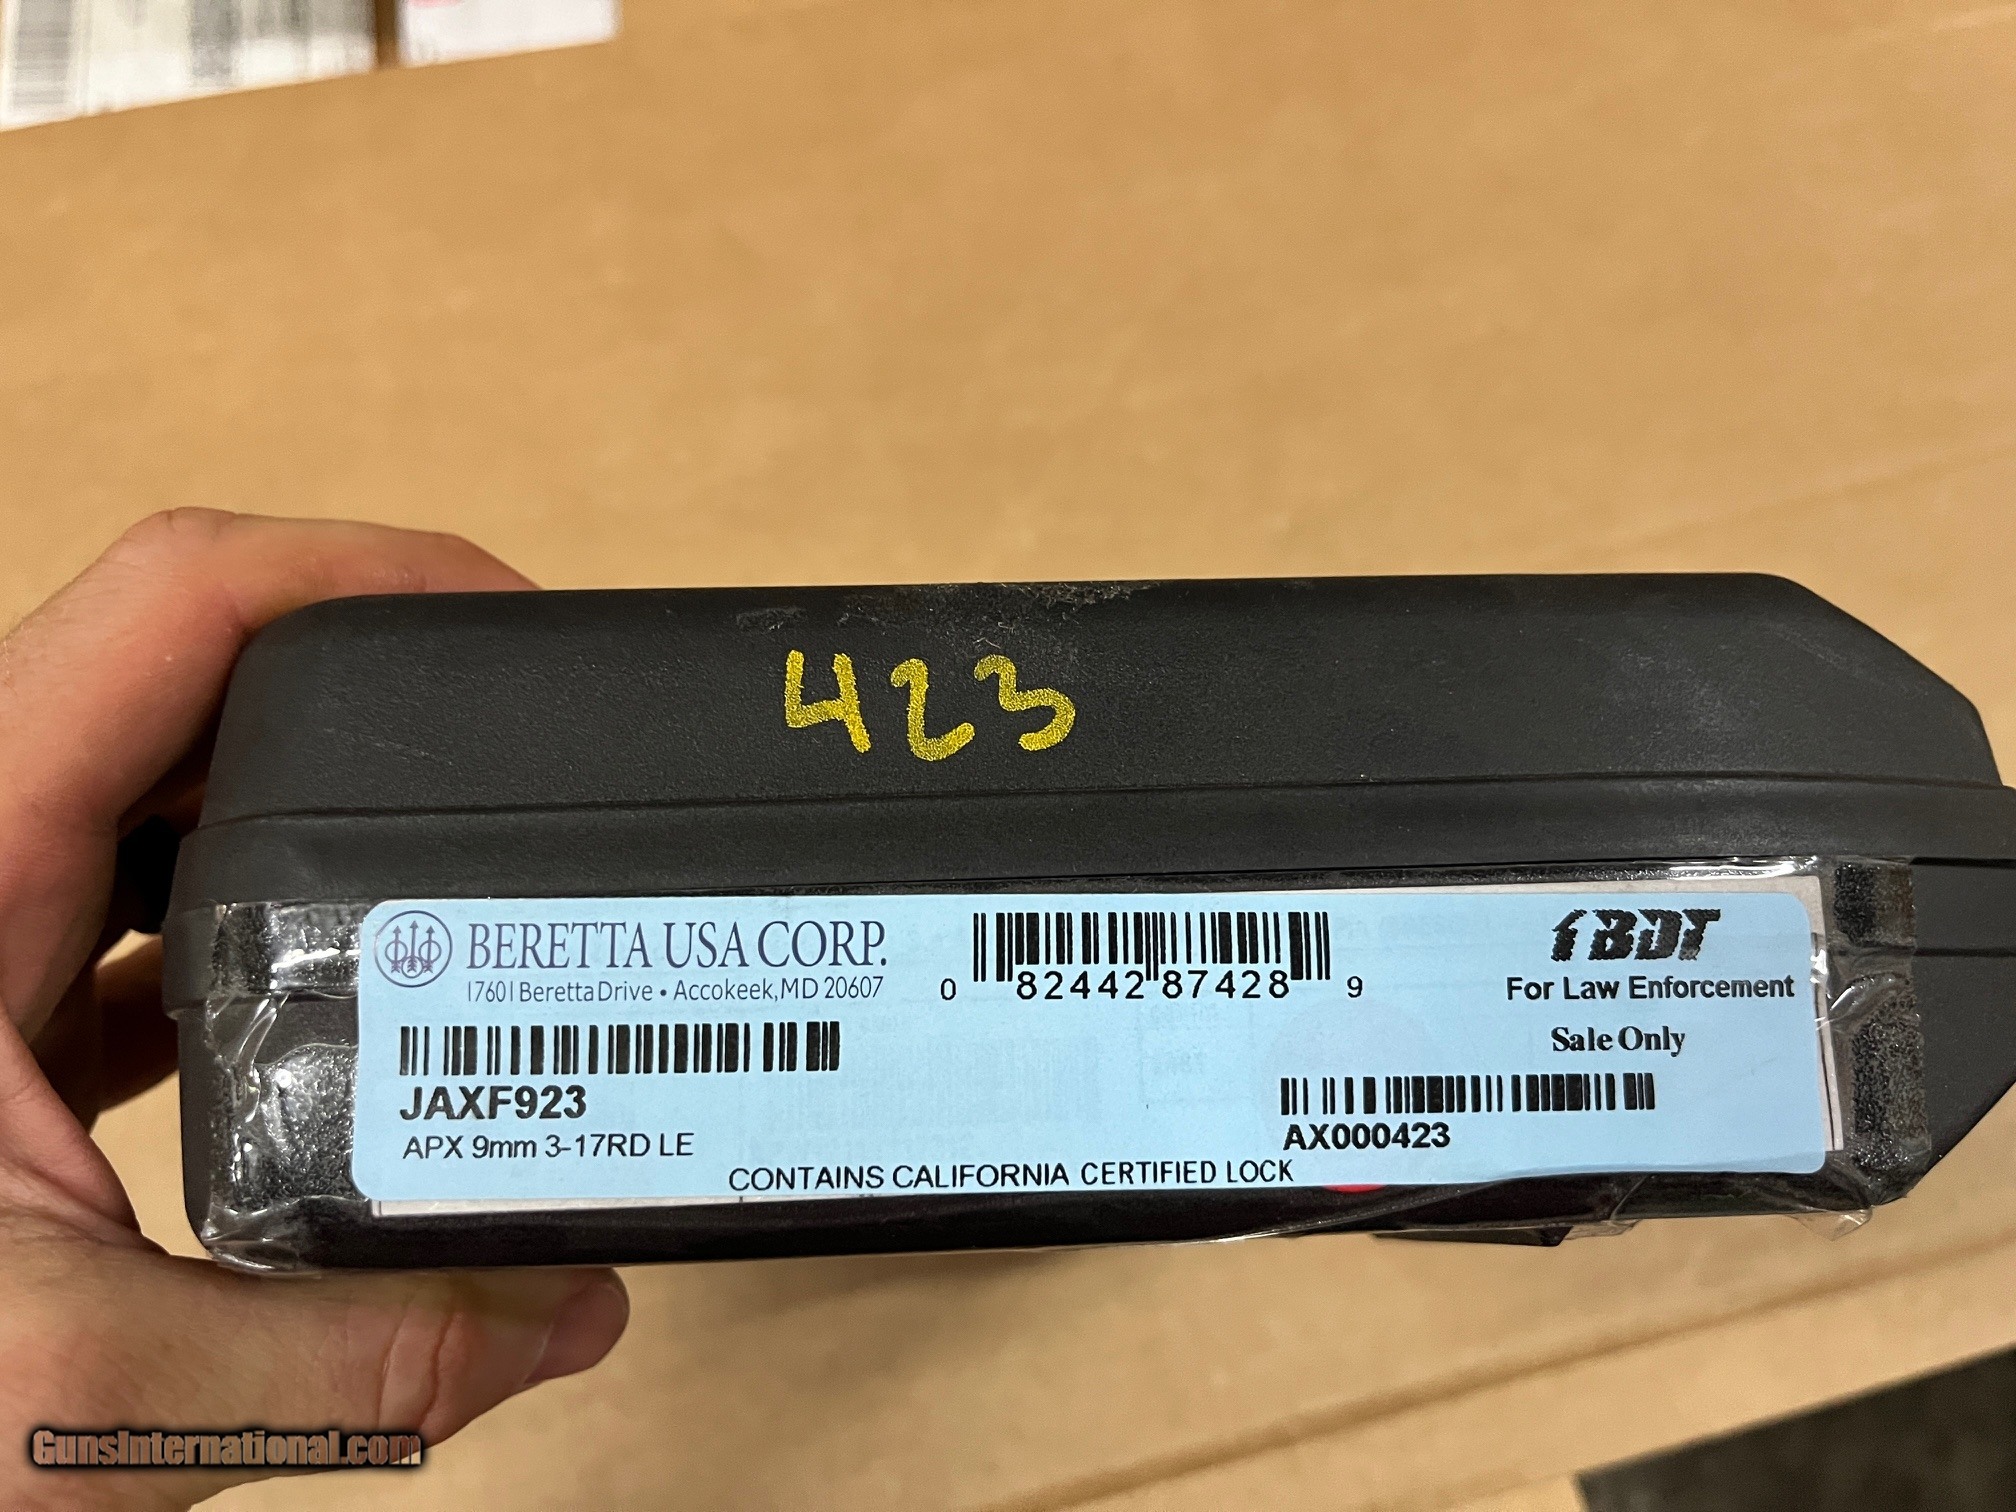 423
BERETTA USA CORP.
17601 Beretta Drive • Accokeek, MD 20607
0 82442 87428 9
1BDT
For Law Enforcement
Sale Only
JAXF923
APX 9mm 3-17RD LE
AX000423
CONTAINS CALIFORNIA CERTIFIED LOCK
GunsInternational.com